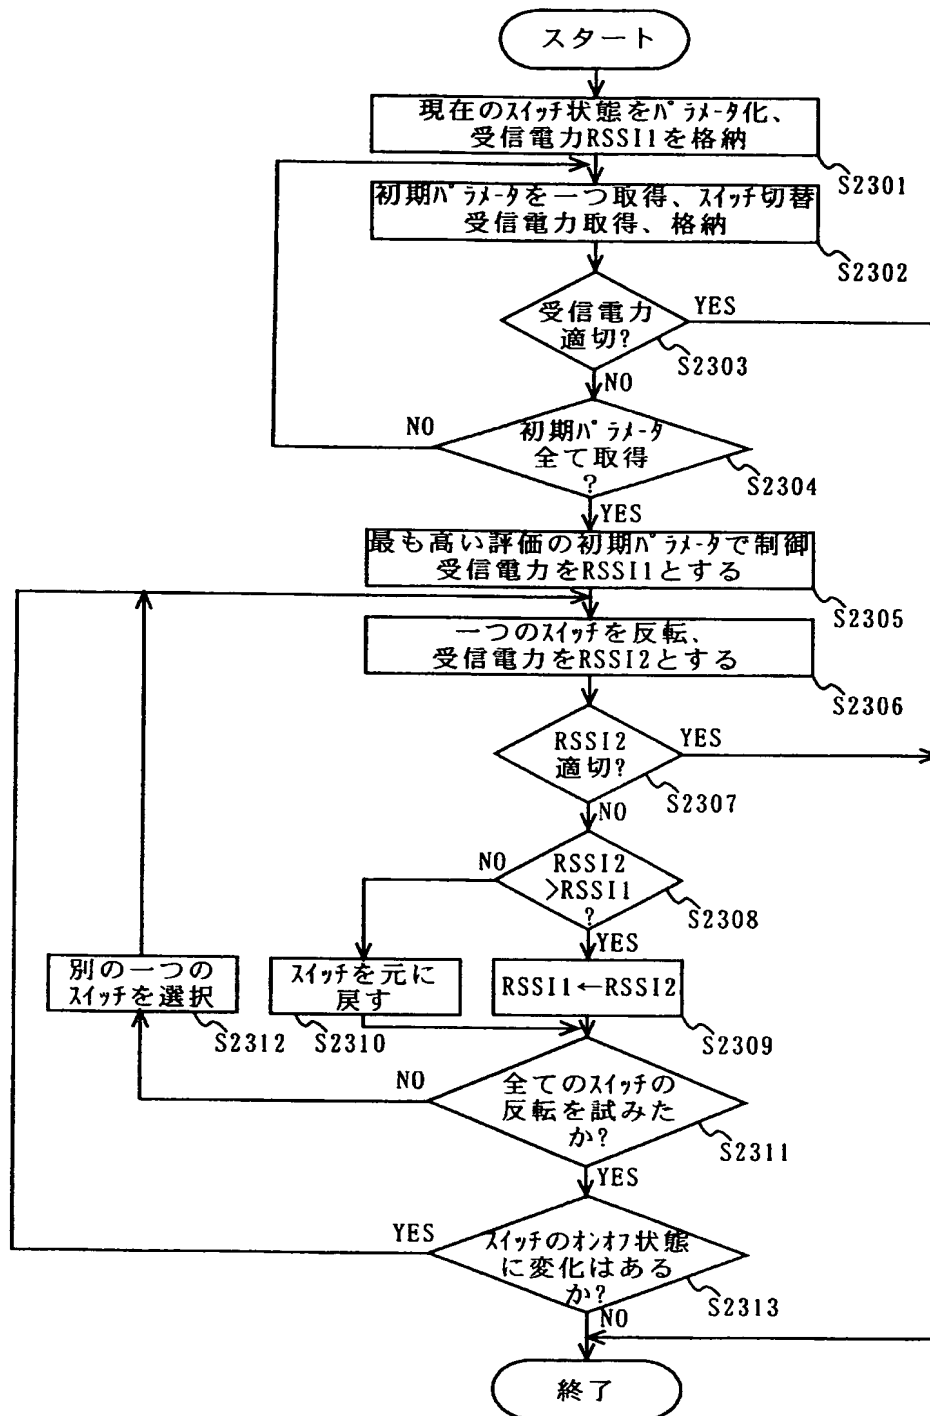 スタート
現在のスイッチ状態をパラメータ化、
受信電力RSSI1を格納
S2301
初期パラメータを一つ取得、スイッチ切替
受信電力取得、格納
S2302
受信電力
適切?
YES
S2303
NO
初期パラメータ
全て取得
?
NO
S2304
YES
最も高い評価の初期パラメータで制御
受信電力をRSSI1とする
S2305
一つのスイッチを反転、
受信電力をRSSI2とする
S2306
RSSI2
適切?
YES
S2307
NO
RSSI2
>RSSI1
?
NO
S2308
YES
別の一つの
スイッチを選択
S2312
スイッチを元に
戻す
S2310
RSSI1←RSSI2
S2309
全てのスイッチの
反転を試みた
か?
NO
S2311
YES
スイッチのオンオフ状態
に変化はある
か?
YES
S2313
NO
終了